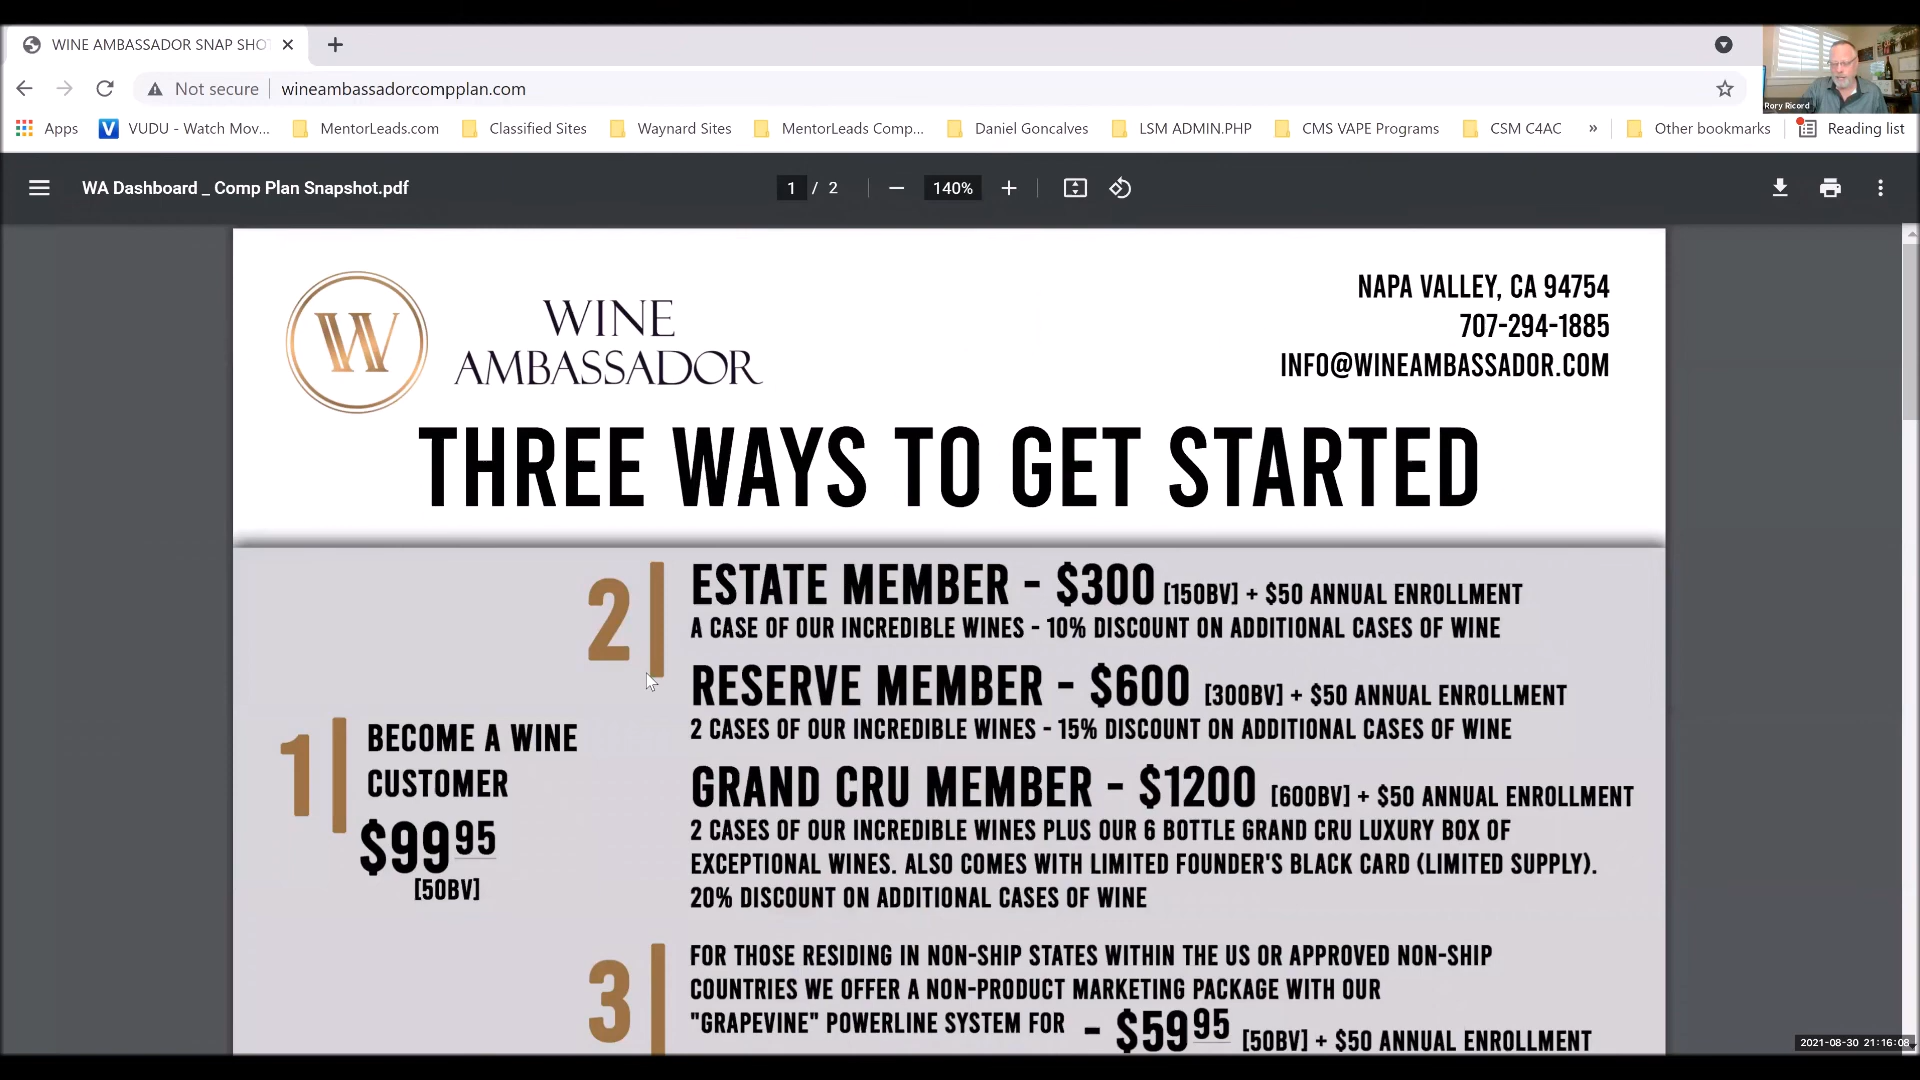 WINE AMBASSADOR SNAP SHO
Not secure
wineambassadorcompplan.com
Rory Ricord
Apps
VUDU - Watch Mov...
MentorLeads.com
Classified Sites
Waynard Sites
MentorLeads Comp...
Daniel Goncalves
LSM ADMIN.PHP
CMS VAPE Programs
CSM C4AC
»
Other bookmarks
Reading list
WA Dashboard _ Comp Plan Snapshot.pdf
1 / 2
140%
W
WINE
AMBASSADOR
NAPA VALLEY, CA 94754
707-294-1885
INFO@WINEAMBASSADOR.COM
THREE WAYS TO GET STARTED
1
BECOME A WINE
CUSTOMER
$99 95
[50BV]
2
ESTATE MEMBER - $300 [150BV] + $50 ANNUAL ENROLLMENT
A CASE OF OUR INCREDIBLE WINES - 10% DISCOUNT ON ADDITIONAL CASES OF WINE
RESERVE MEMBER - $600 [300BV] + $50 ANNUAL ENROLLMENT
2 CASES OF OUR INCREDIBLE WINES - 15% DISCOUNT ON ADDITIONAL CASES OF WINE
GRAND CRU MEMBER - $1200 [600BV] + $50 ANNUAL ENROLLMENT
2 CASES OF OUR INCREDIBLE WINES PLUS OUR 6 BOTTLE GRAND CRU LUXURY BOX OF
EXCEPTIONAL WINES. ALSO COMES WITH LIMITED FOUNDER'S BLACK CARD (LIMITED SUPPLY).
20% DISCOUNT ON ADDITIONAL CASES OF WINE
3
FOR THOSE RESIDING IN NON-SHIP STATES WITHIN THE US OR APPROVED NON-SHIP
COUNTRIES WE OFFER A NON-PRODUCT MARKETING PACKAGE WITH OUR
"GRAPEVINE" POWERLINE SYSTEM FOR - $59 95 [50BV] + $50 ANNUAL ENROLLMENT
2021-08-30 21:16:08